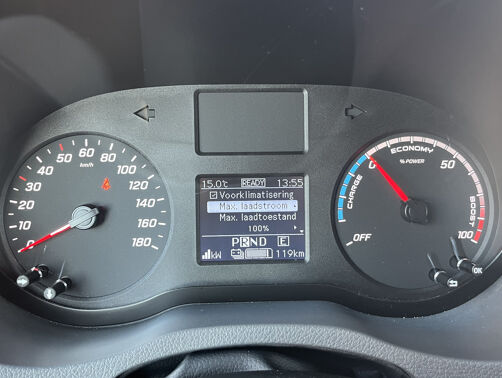 0 20 30 40 50 60 80 100 120 140 160 180
km/h
15,0°C READY 13:55
Voorklimatisering
Max. laadstroom
Max. laadtoestand
100%
PRND E
kW 119km
OFF CHARGE 0 ECONOMY 50 BOOST 100
% POWER
OK